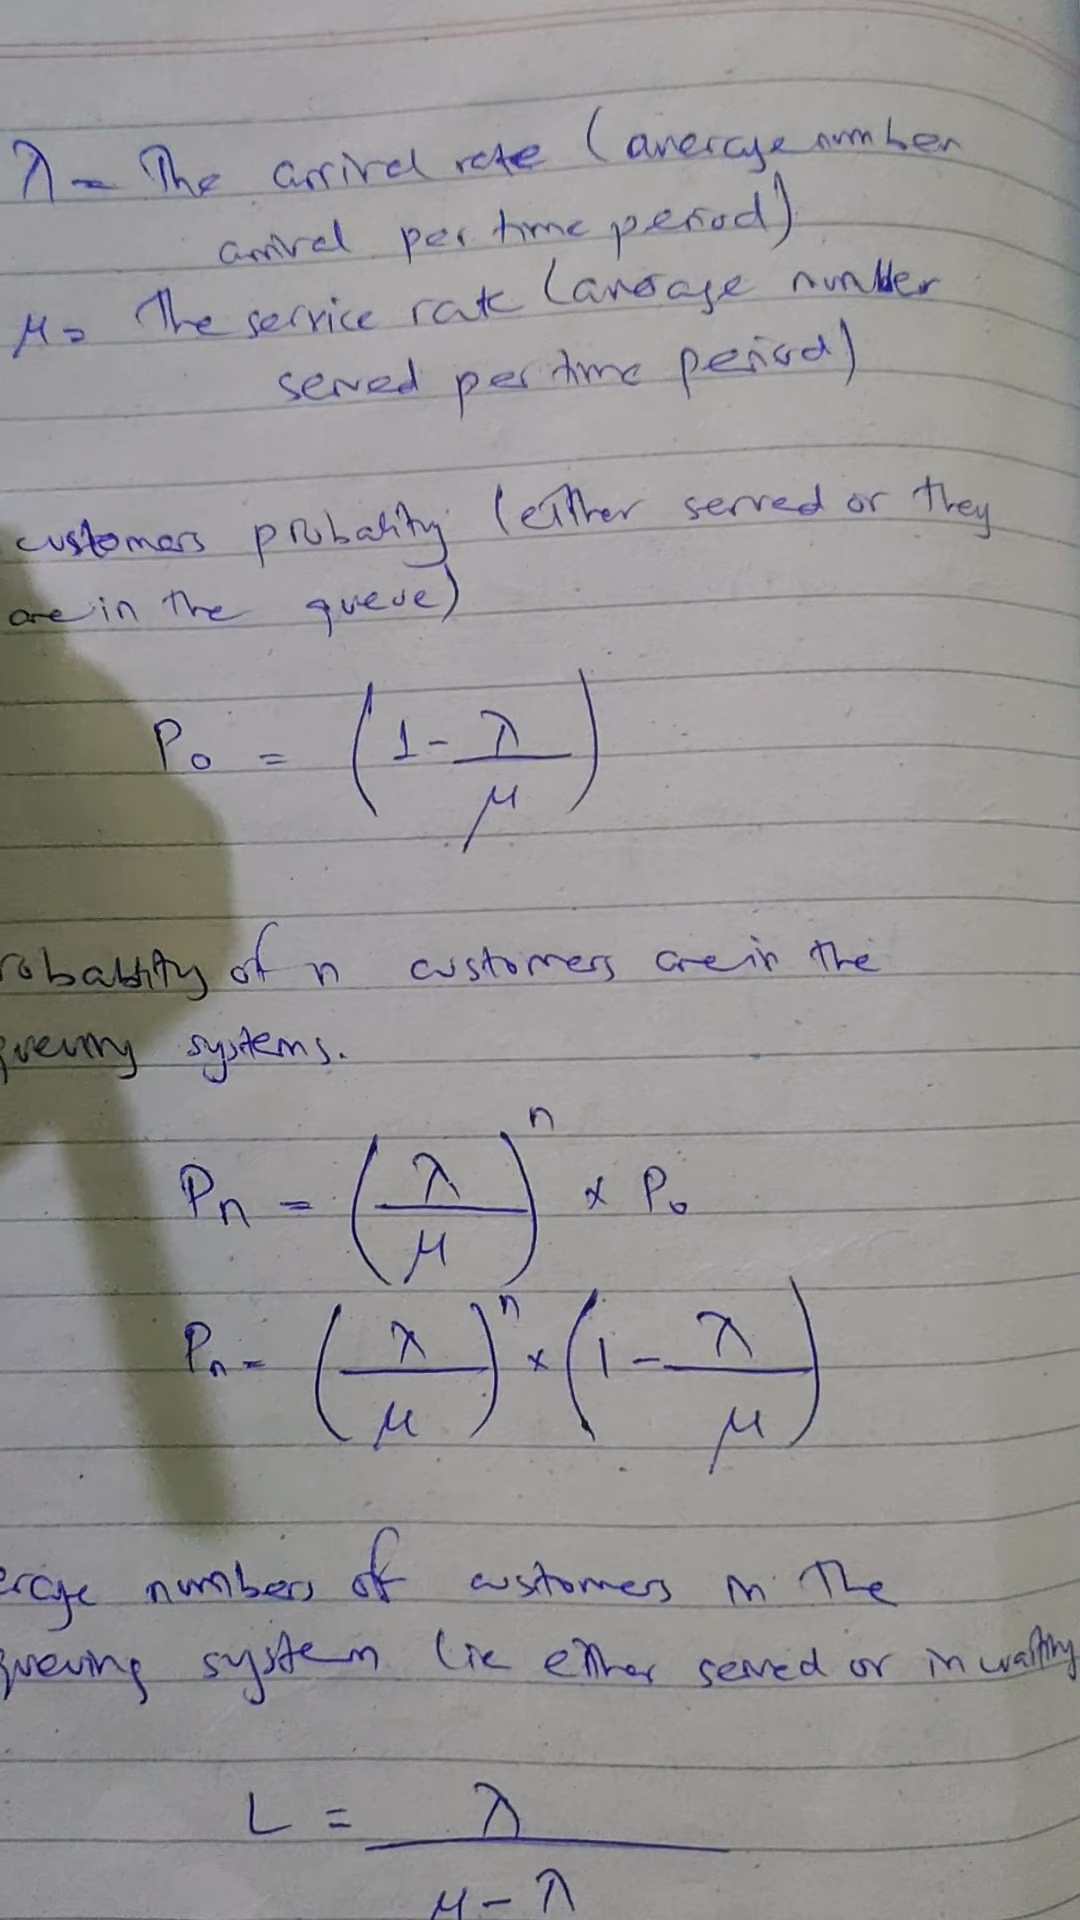 λ = The arrival rate (average number
arrival per time period)
μ = The service rate (average number
served per time period)
customers probality (either served or they
are in the queue)
P₀ = (1 - λ/μ)
robability of n customers are in the
queuing systems.
Pn = (λ/μ)ⁿ × P₀
Pn = (λ/μ)ⁿ × (1 - λ/μ)
erage numbers of customers in the
queuing system (ie either served or in waiting
L = λ/(μ - λ)